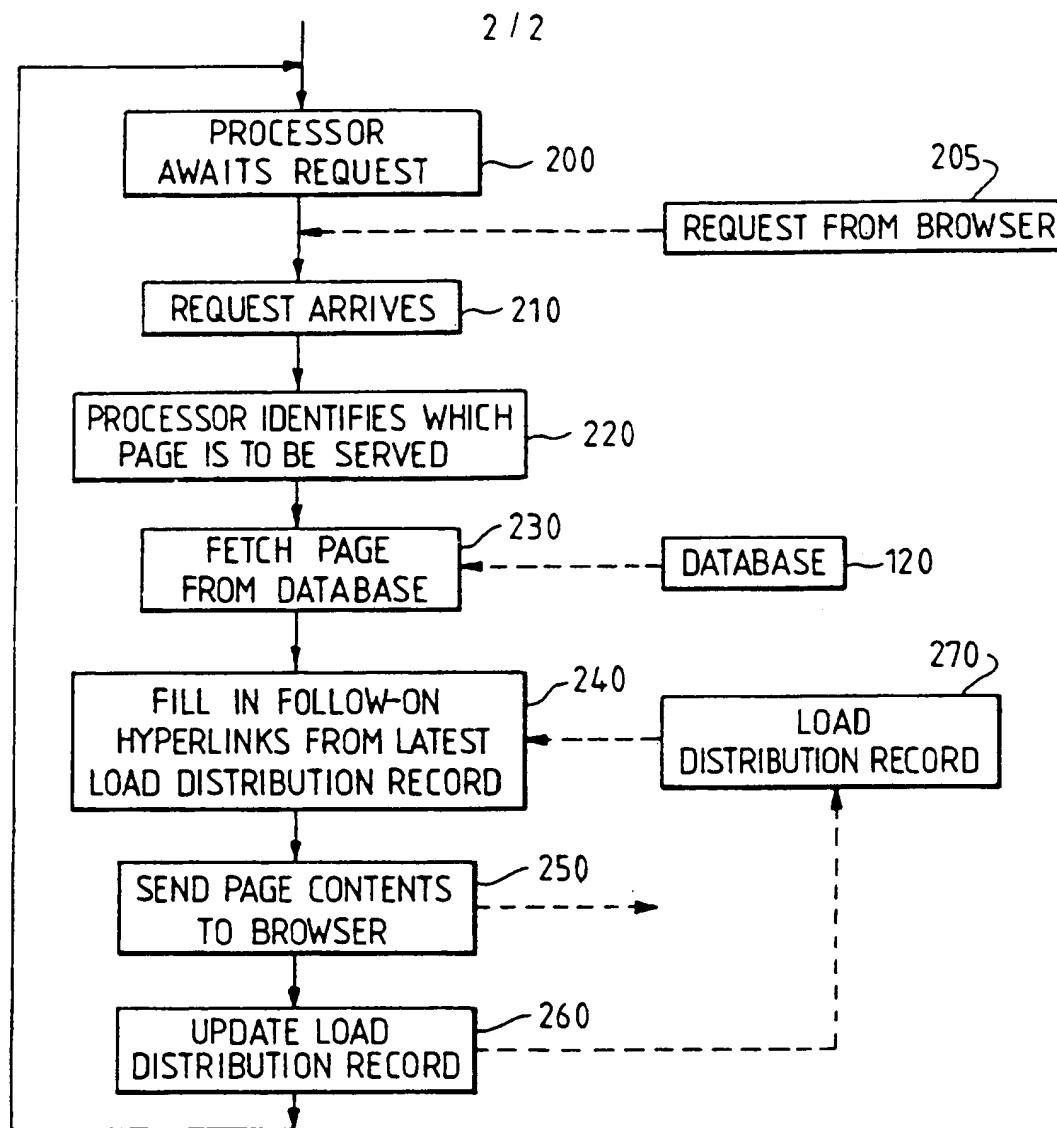 2 / 2
PROCESSOR
AWAITS REQUEST
200
205
REQUEST FROM BROWSER
REQUEST ARRIVES
210
PROCESSOR IDENTIFIES WHICH
PAGE IS TO BE SERVED
220
230
FETCH PAGE
FROM DATABASE
DATABASE
120
240
FILL IN FOLLOW-ON
HYPERLINKS FROM LATEST
LOAD DISTRIBUTION RECORD
270
LOAD
DISTRIBUTION RECORD
250
SEND PAGE CONTENTS
TO BROWSER
260
UPDATE LOAD
DISTRIBUTION RECORD